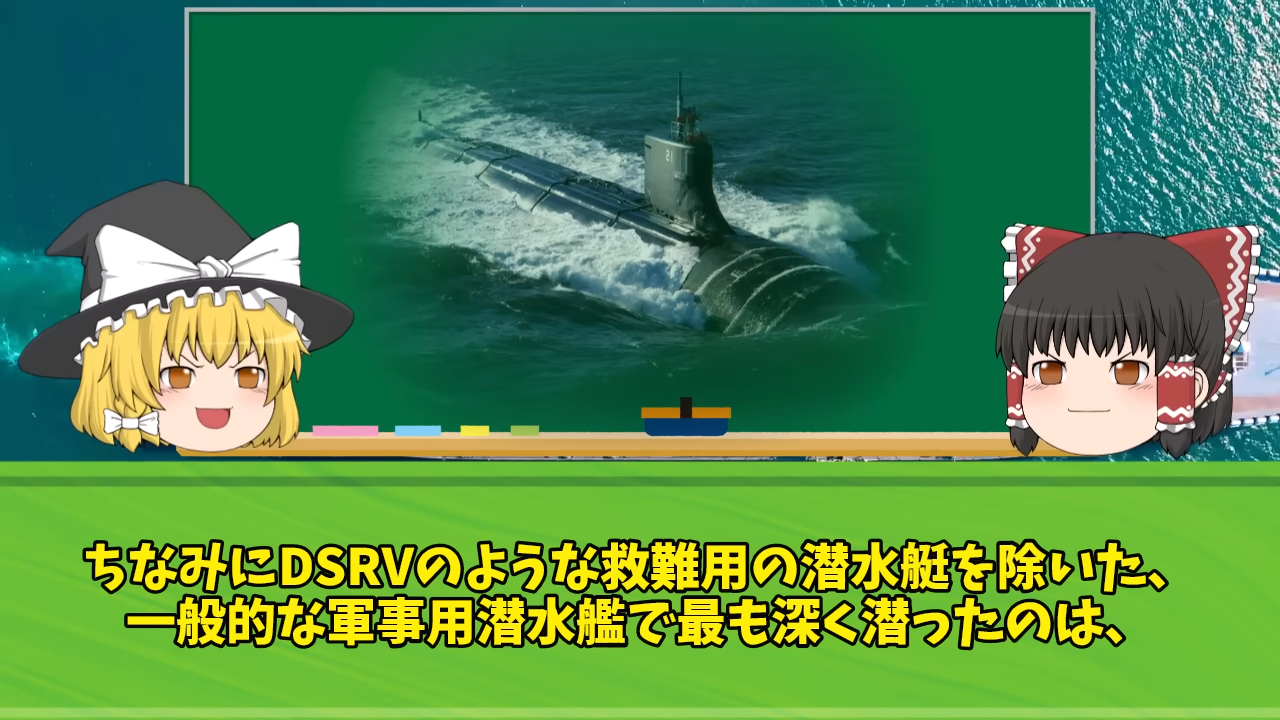 21
ちなみにDSRVのような救難用の潜水艇を除いた、
一般的な軍事用潜水艦で最も深く潜ったのは、